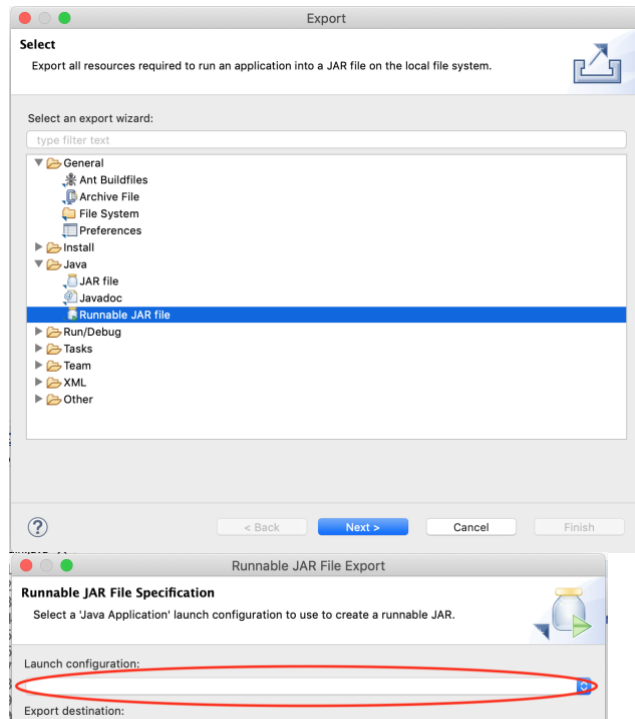 Export
Select
Export all resources required to run an application into a JAR file on the local file system.
Select an export wizard:
type filter text
General
Ant Buildfiles
Archive File
File System
Preferences
Install
Java
JAR file
Javadoc
Runnable JAR file
Run/Debug
Tasks
Team
XML
Other
?
< Back
Next >
Cancel
Finish
Runnable JAR File Export
Runnable JAR File Specification
Select a 'Java Application' launch configuration to use to create a runnable JAR.
Launch configuration:
Export destination: